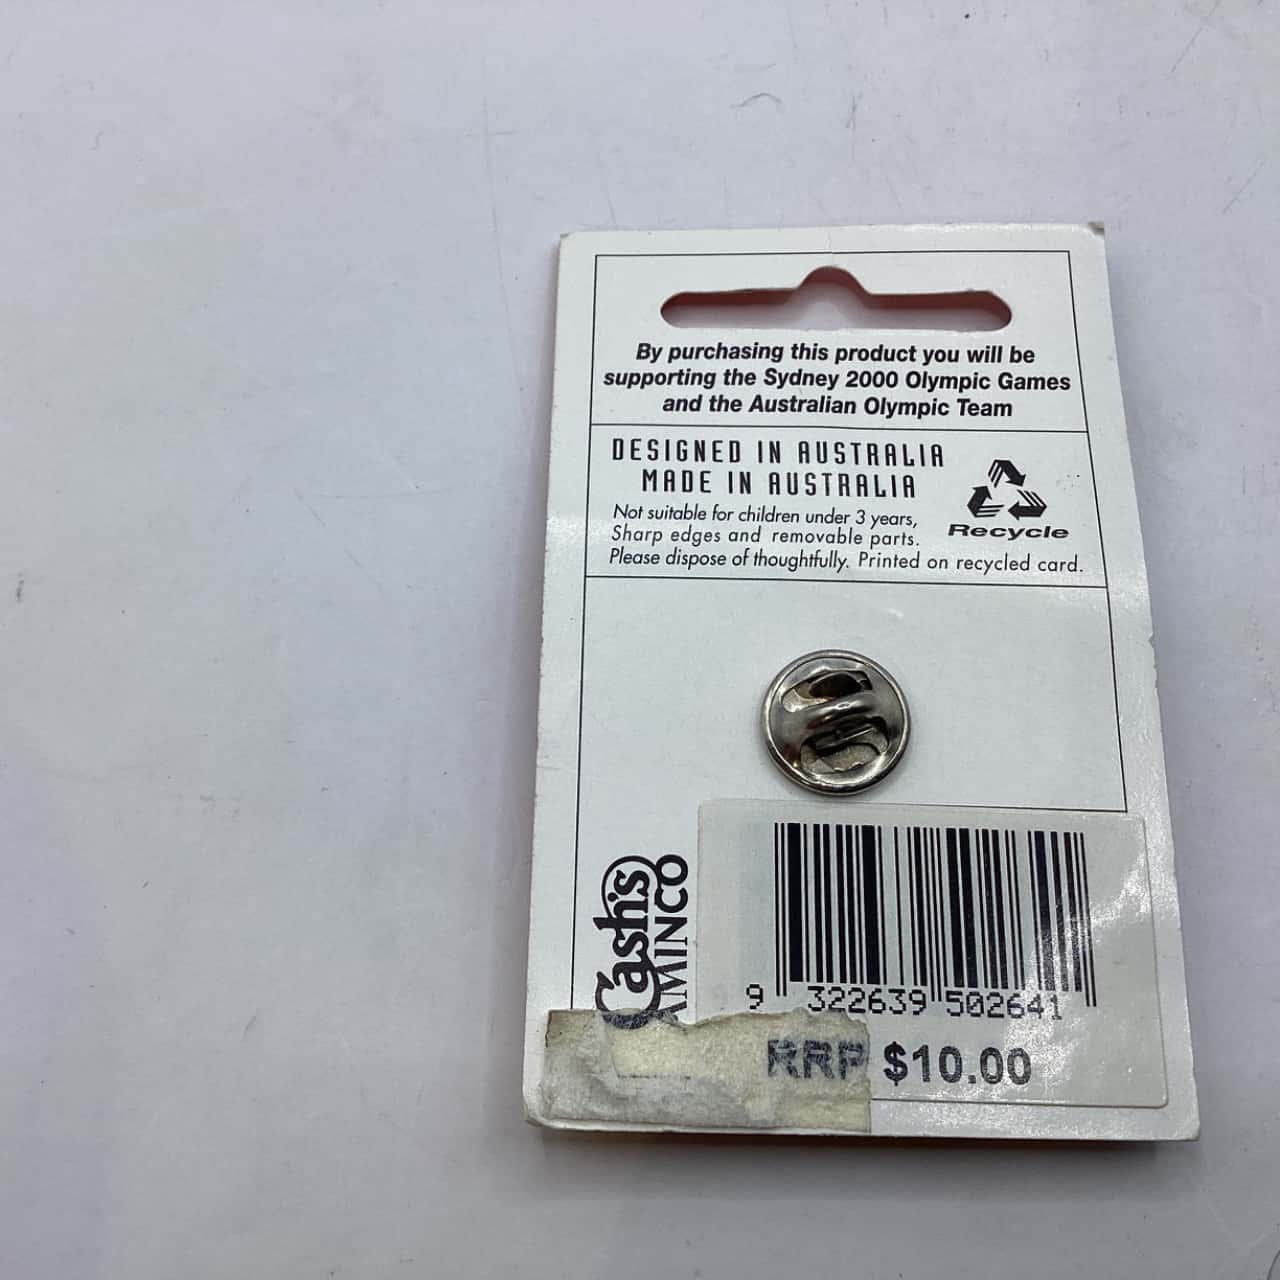 By purchasing this product you will be
supporting the Sydney 2000 Olympic Games
and the Australian Olympic Team
DESIGNED IN AUSTRALIA
MADE IN AUSTRALIA
Not suitable for children under 3 years,
Sharp edges and removable parts.
Please dispose of thoughtfully. Printed on recycled card.
Recycle
Cash's
AMINCO
9 322639 502641
RRP $10.00